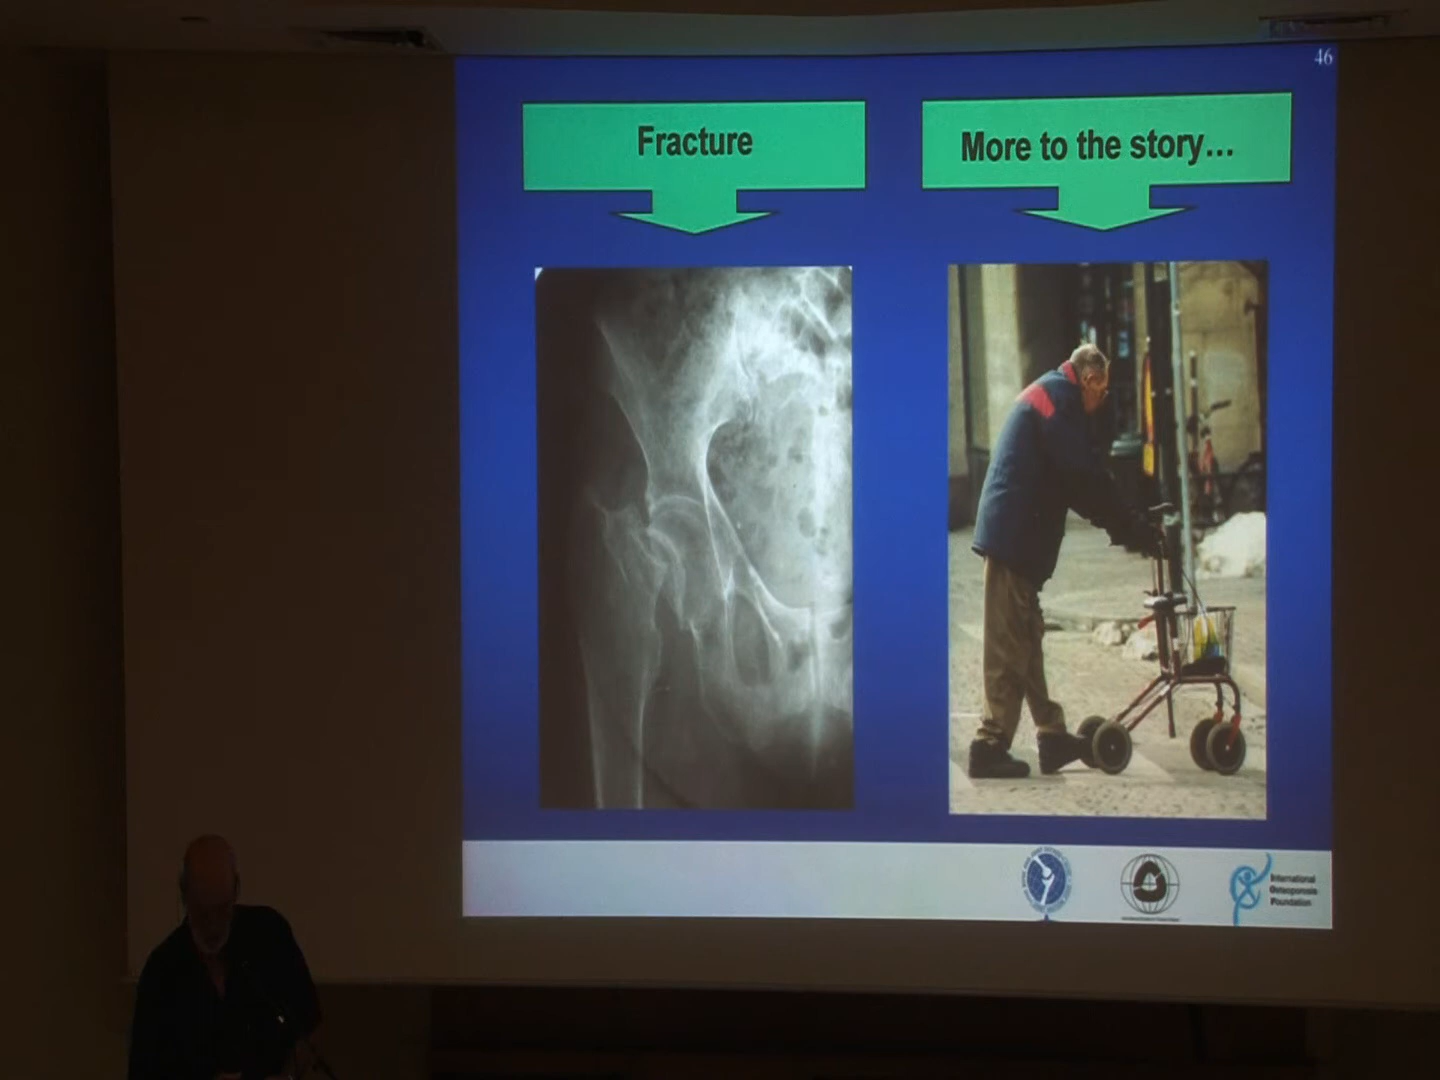 46
Fracture
More to the story...
International
Osteoporosis
Foundation